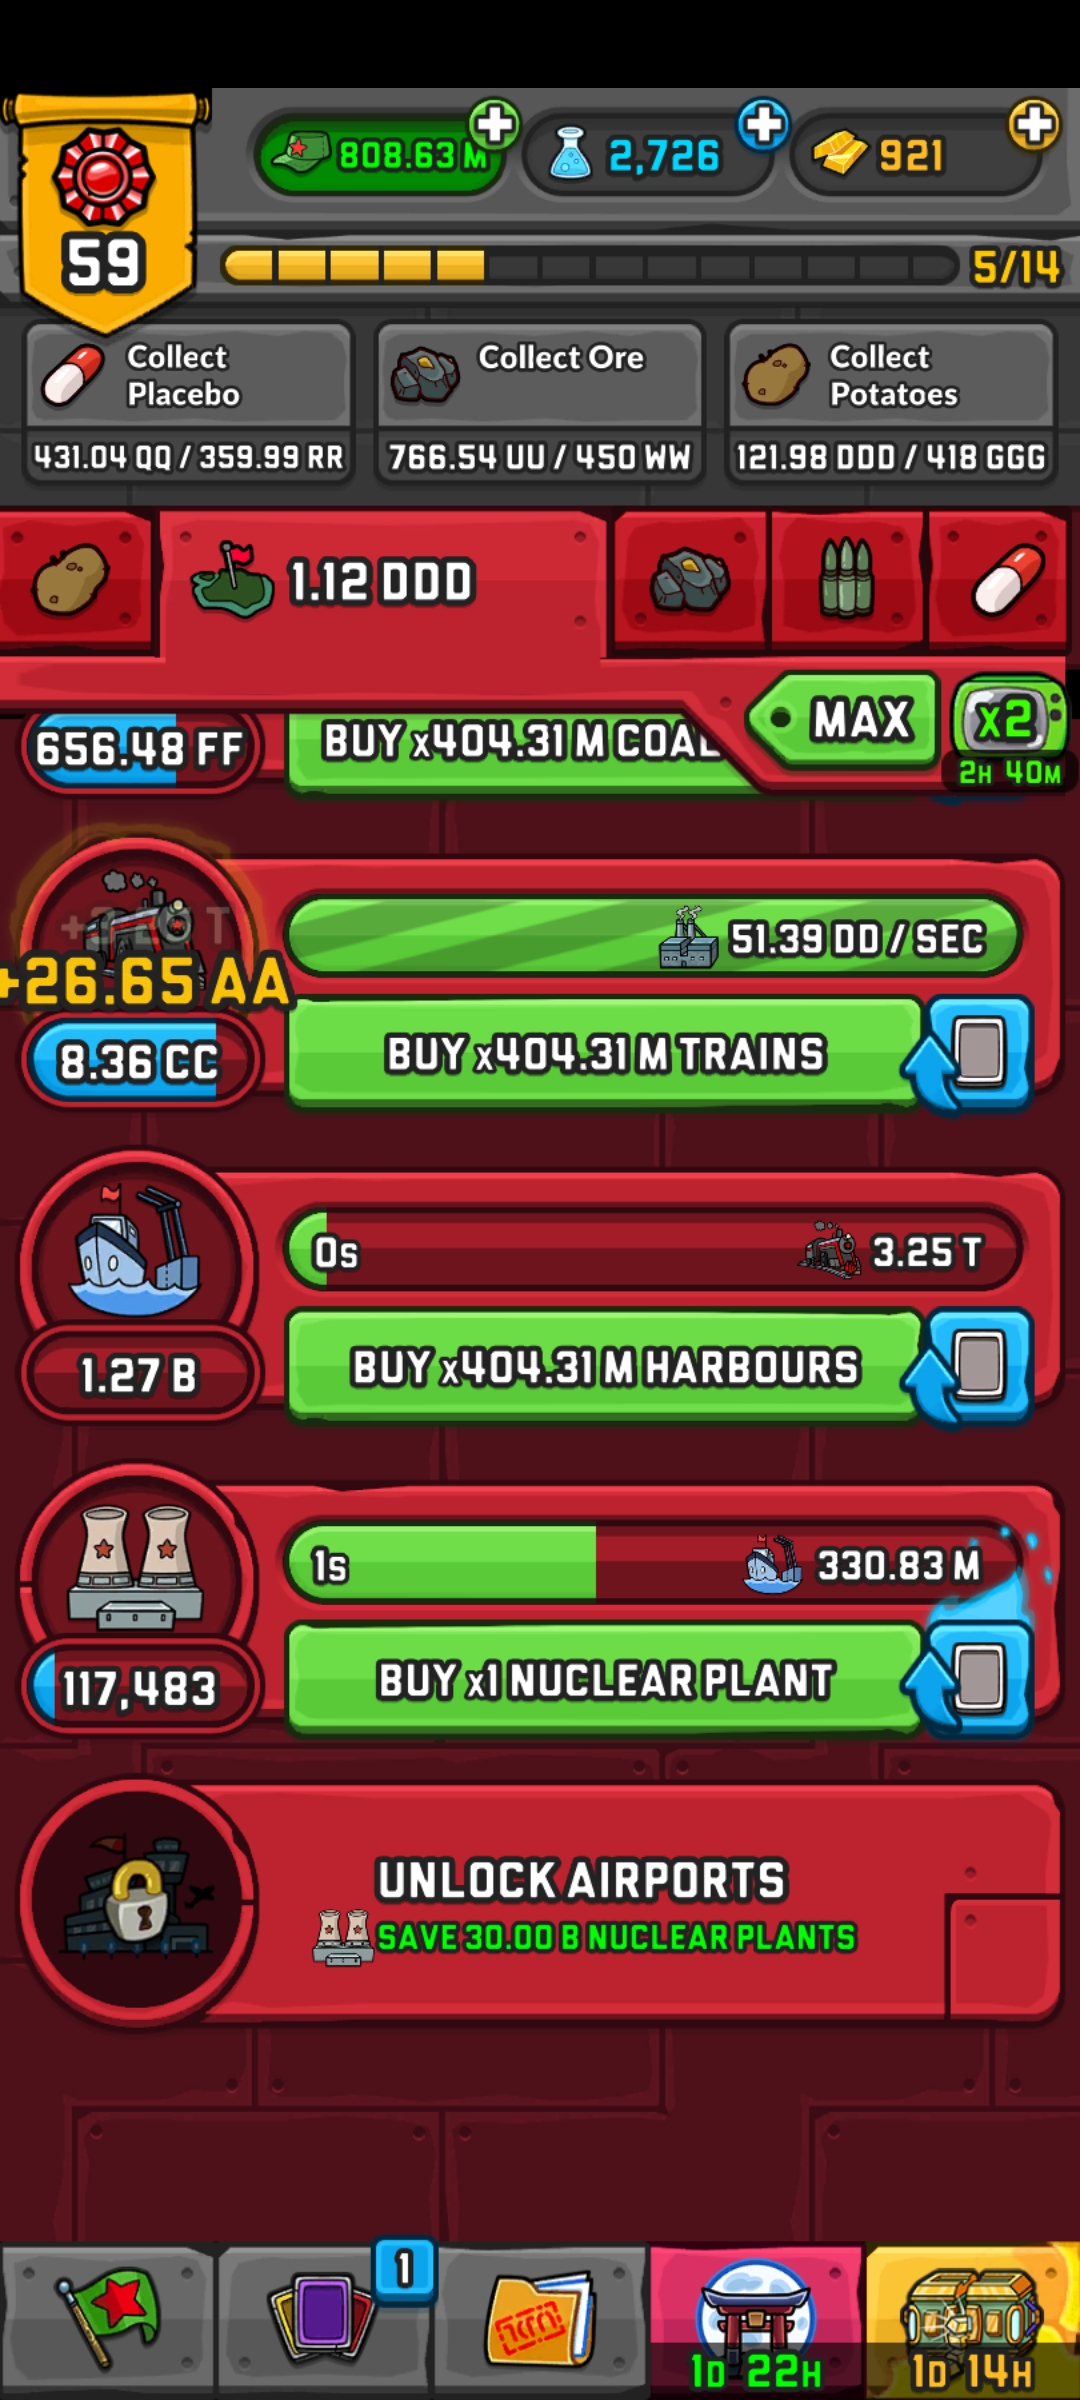 59
808.63 M
2,726
921
5/14
Collect Placebo
431.04 QQ / 359.99 RR
Collect Ore
766.54 UU / 450 WW
Collect Potatoes
121.98 DDD / 418 GGG
1.12 DDD
MAX
x2
2H 40M
656.48 FF
BUY x404.31 M COAL
51.39 DD / SEC
+26.65 AA
8.36 CC
BUY x404.31 M TRAINS
0s
3.25 T
1.27 B
BUY x404.31 M HARBOURS
1s
330.83 M
117,483
BUY x1 NUCLEAR PLANT
UNLOCK AIRPORTS
SAVE 30.00 B NUCLEAR PLANTS
1
1D 22H
1D 14H